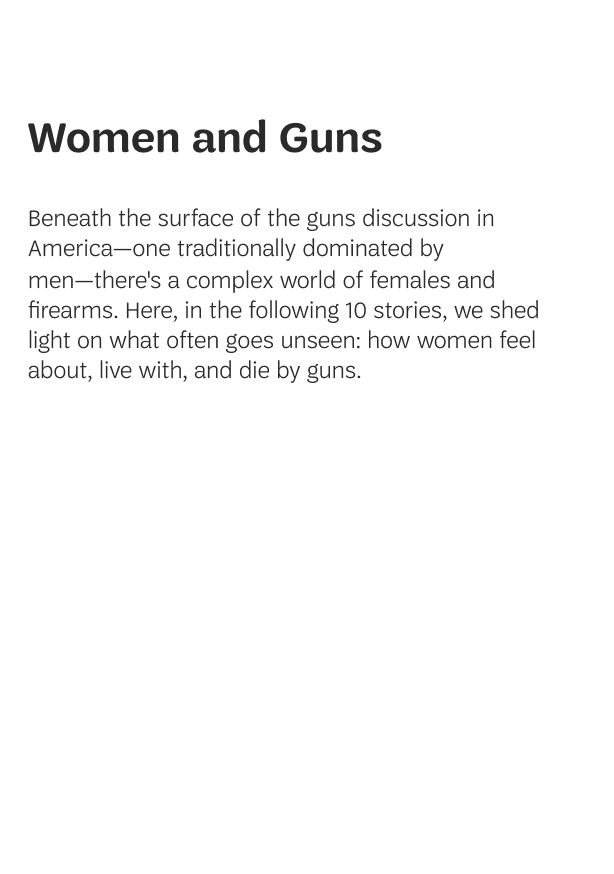 Women and Guns
Beneath the surface of the guns discussion in
America—one traditionally dominated by
men—there's a complex world of females and
firearms. Here, in the following 10 stories, we shed
light on what often goes unseen: how women feel
about, live with, and die by guns.